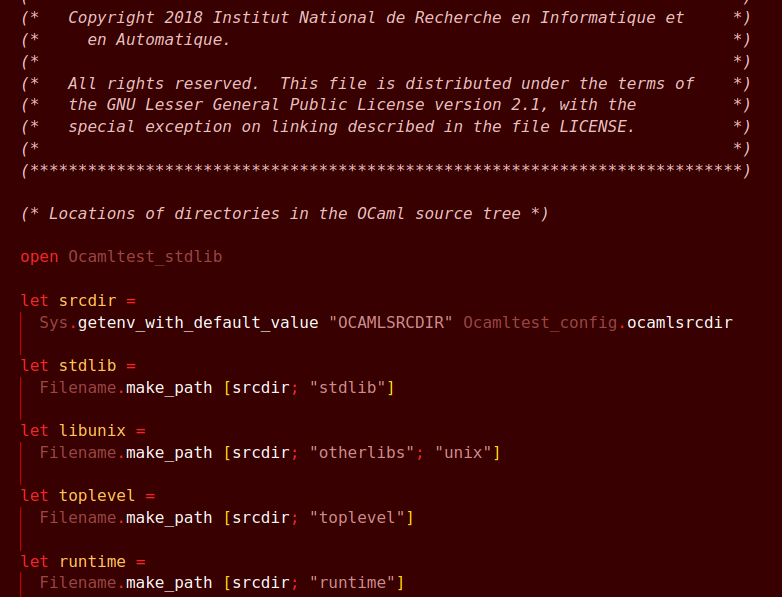 (*   Copyright 2018 Institut National de Recherche en Informatique et     *)
(*     en Automatique.                                                    *)
(*                                                                        *)
(*   All rights reserved.  This file is distributed under the terms of    *)
(*   the GNU Lesser General Public License version 2.1, with the          *)
(*   special exception on linking described in the file LICENSE.          *)
(*                                                                        *)
(**************************************************************************)
(* Locations of directories in the OCaml source tree *)
open Ocamltest_stdlib
let srcdir =
  Sys.getenv_with_default_value "OCAMLSRCDIR" Ocamltest_config.ocamlsrcdir
let stdlib =
  Filename.make_path [srcdir; "stdlib"]
let libunix =
  Filename.make_path [srcdir; "otherlibs"; "unix"]
let toplevel =
  Filename.make_path [srcdir; "toplevel"]
let runtime =
  Filename.make_path [srcdir; "runtime"]